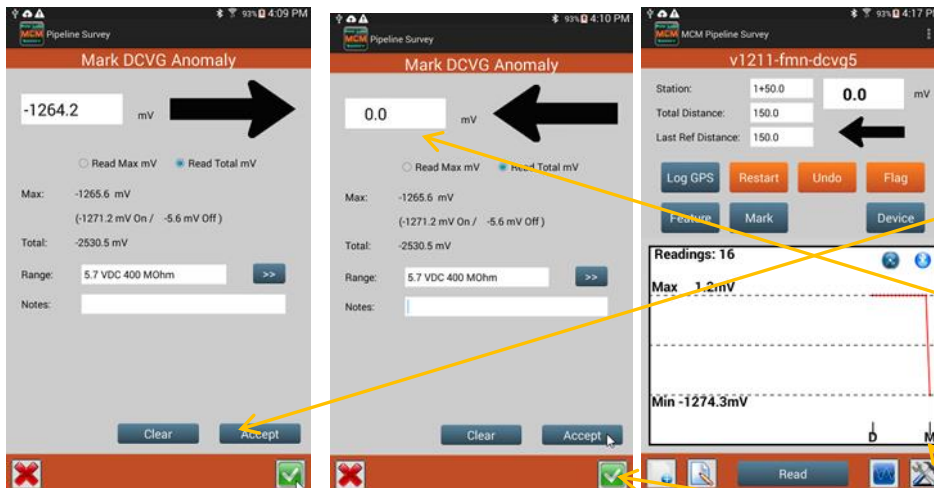 93% 4:09 PM
MCM Pipeline Survey
Mark DCVG Anomaly
-1264.2 mV
Read Max mV Read Total mV
Max: -1265.6 mV
(-1271.2 mV On / -5.6 mV Off )
Total: -2530.5 mV
Range: 5.7 VDC 400 MOhm >>
Notes:
Clear Accept
93% 4:10 PM
MCM Pipeline Survey
Mark DCVG Anomaly
0.0 mV
Read Max mV Read Total mV
Max: -1265.6 mV
(-1271.2 mV On / -5.6 mV Off )
Total: -2530.5 mV
Range: 5.7 VDC 400 MOhm >>
Notes:
Clear Accept
93% 4:17 PM
MCM MCM Pipeline Survey
v1211-fmn-dcvg5
Station: 1+50.0 0.0 mV
Total Distance: 150.0
Last Ref Distance: 150.0
Log GPS Restart Undo Flag
Feature Mark Device
Readings: 16
Max 1.2mV
Min -1274.3mV
D M
Read